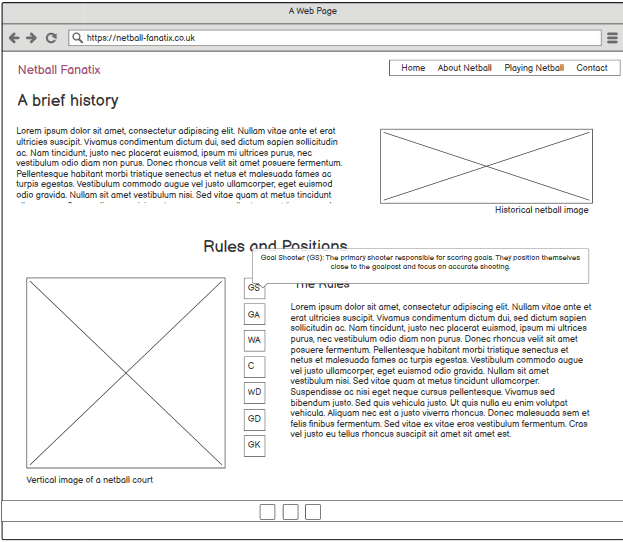 A Web Page
https://netball-fanatix.co.uk
Netball Fanatix
Home About Netball Playing Netball Contact
A brief history
Lorem ipsum dolor sit amet, consectetur adipiscing elit. Nullam vitae ante et erat
ultricies suscipit. Vivamus condimentum dictum dui, sed dictum sapien sollicitudin
ac. Nam tincidunt, justo nec placerat euismod, ipsum mi ultrices purus, nec
vestibulum odio diam non purus. Donec rhoncus velit sit amet posuere fermentum.
Pellentesque habitant morbi tristique senectus et netus et malesuada fames ac
turpis egestas. Vestibulum commodo augue vel justo ullamcorper, eget euismod
odio gravida. Nullam sit amet vestibulum nisi. Sed vitae quam at metus tincidunt
Historical netball image
Rules and Positions
Goal Shooter (GS): The primary shooter responsible for scoring goals. They position themselves
close to the goalpost and focus on accurate shooting.
GS
GA
WA
C
WD
GD
GK
The Rules
Lorem ipsum dolor sit amet, consectetur adipiscing elit. Nullam vitae ante et
erat ultricies suscipit. Vivamus condimentum dictum dui, sed dictum sapien
sollicitudin ac. Nam tincidunt, justo nec placerat euismod, ipsum mi ultrices
purus, nec vestibulum odio diam non purus. Donec rhoncus velit sit amet
posuere fermentum. Pellentesque habitant morbi tristique senectus et
netus et malesuada fames ac turpis egestas. Vestibulum commodo augue
vel justo ullamcorper, eget euismod odio gravida. Nullam sit amet
vestibulum nisi. Sed vitae quam at metus tincidunt ullamcorper.
Suspendisse ac nisi eget neque cursus pellentesque. Vivamus sed
bibendum justo. Sed quis vehicula justo. Ut quis nulla eu enim volutpat
vehicula. Aliquam nec est a justo viverra rhoncus. Donec malesuada sem et
felis finibus fermentum. Sed vitae ex vitae eros vestibulum fermentum. Cras
vel justo eu tellus rhoncus suscipit sit amet sit amet est.
Vertical image of a netball court